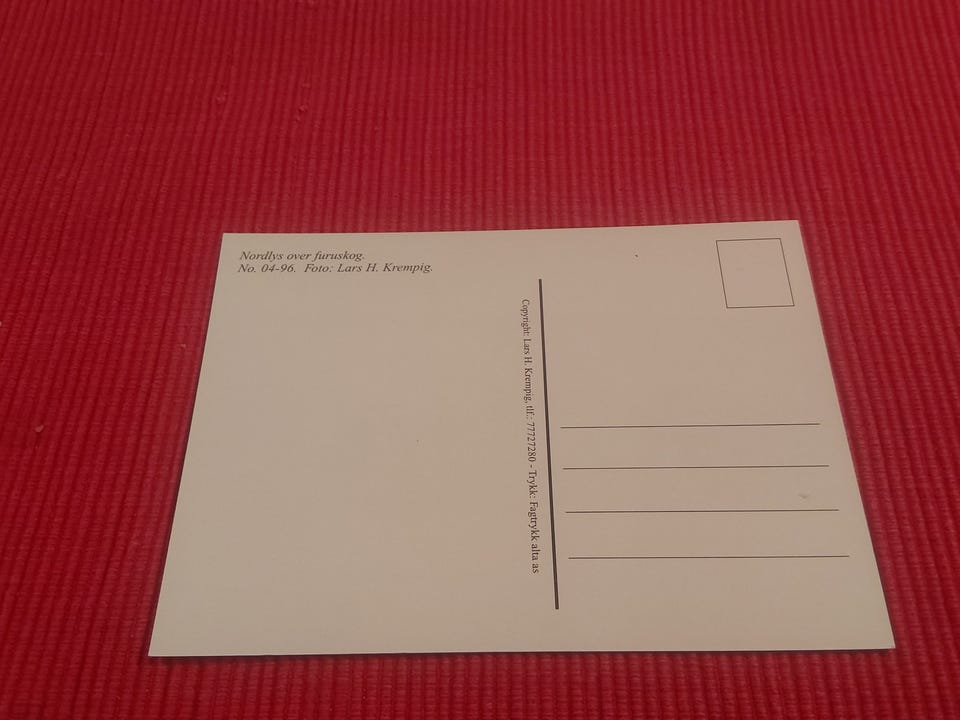 Nordlys over furuskog.
No. 04-96. Foto: Lars H. Krempig.
Copyright: Lars H. Krempig, tlf.: 77727280 - Trykk: Fagtrykk alta as